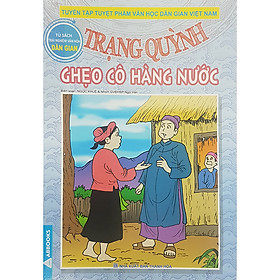 TUYỂN TẬP TUYỆT PHẨM VĂN HỌC DÂN GIAN VIỆT NAM
TỦ SÁCH
DÂN GIAN
TRẠNG QUỲNH
GHẸO CÔ HÀNG NƯỚC
NHÀ XUẤT BẢN THANH HÓA
ABBOOKS